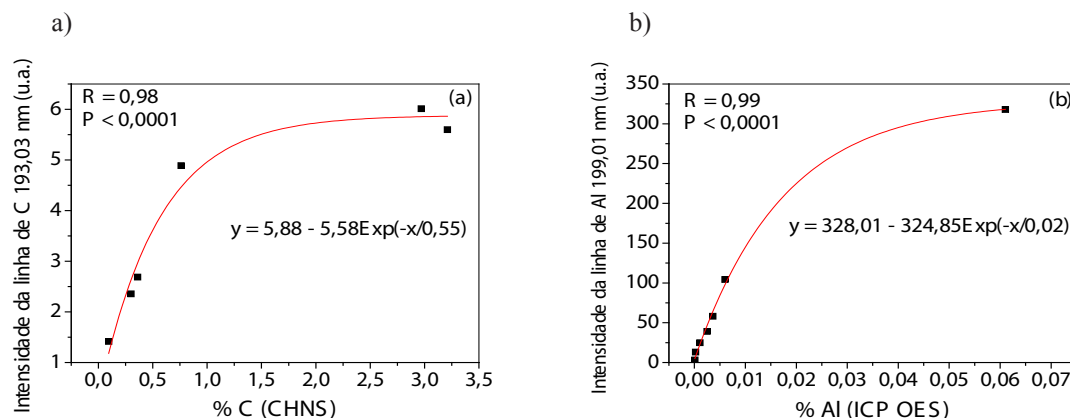 a)
Intensidade da linha de C 193,03 nm (u.a.)
R = 0,98
P < 0,0001
(a)
y = 5,88 - 5,58Exp(-x/0,55)
6
5
4
3
2
1
0,0 0,5 1,0 1,5 2,0 2,5 3,0 3,5
% C (CHNS)
b)
Intensidade da linha de Al 199,01 nm (u.a.)
R = 0,99
P < 0,0001
(b)
y = 328,01 - 324,85Exp(-x/0,02)
350
300
250
200
150
100
50
0
0,00 0,01 0,02 0,03 0,04 0,05 0,06 0,07
% Al (ICP OES)